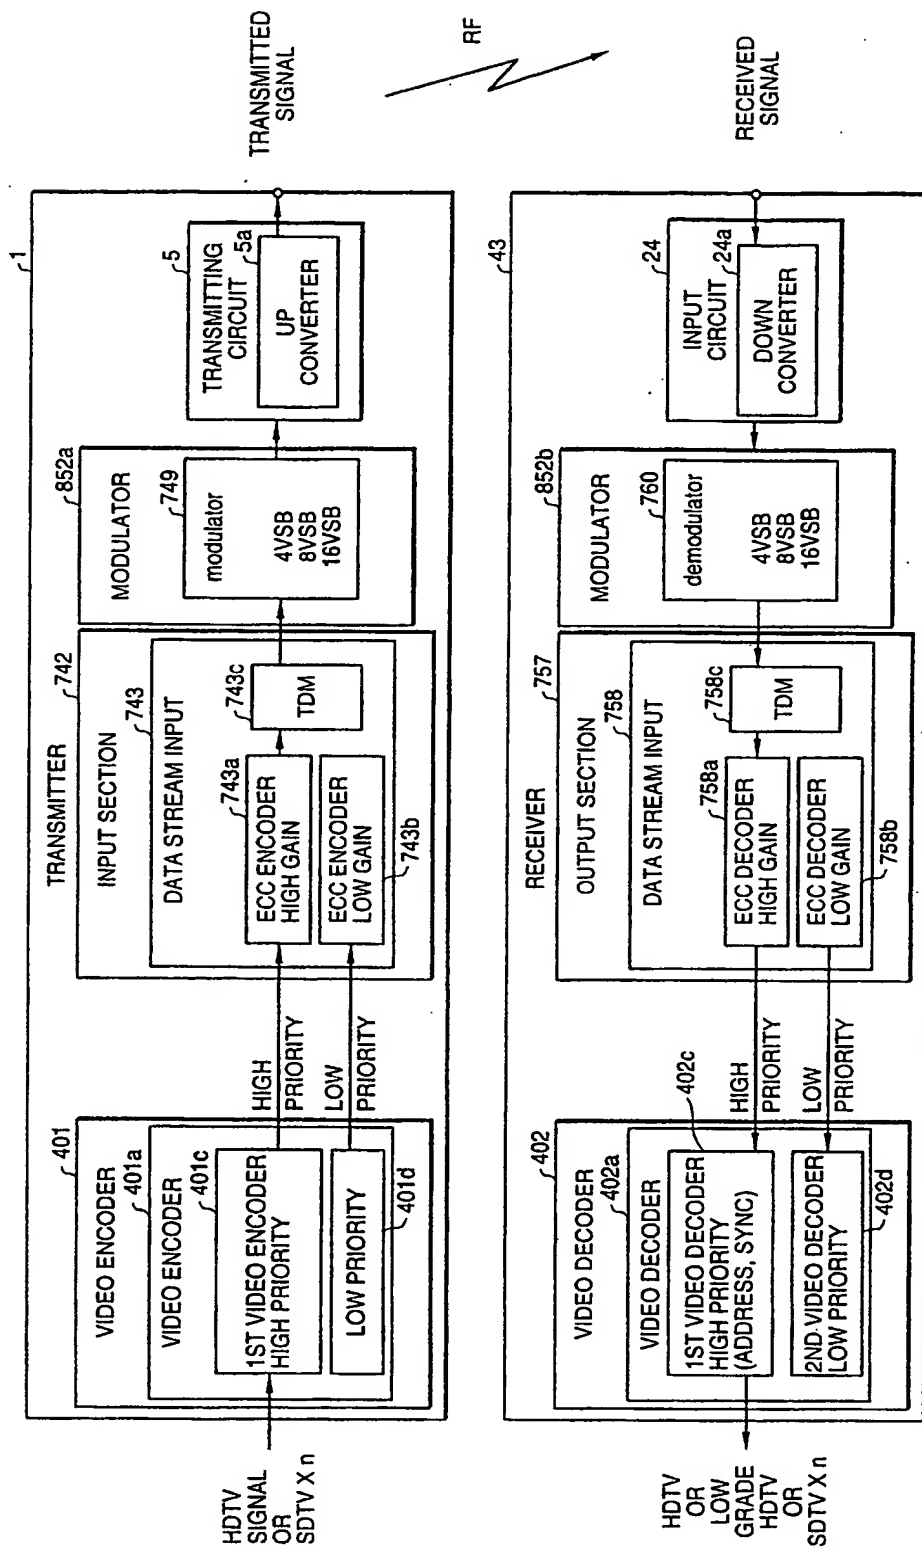 1
TRANSMITTER
HDTV
SIGNAL
OR
SDTV X n
401
VIDEO ENCODER
401a
VIDEO ENCODER
401c
1ST VIDEO ENCODER
HIGH PRIORITY
LOW PRIORITY
401d
HIGH
PRIORITY
LOW
PRIORITY
742
INPUT SECTION
743
DATA STREAM INPUT
743a
ECC ENCODER
HIGH GAIN
ECC ENCODER
LOW GAIN
743b
743c
TDM
852a
MODULATOR
749
modulator
4VSB
8VSB
16VSB
5
TRANSMITTING
CIRCUIT
5a
UP
CONVERTER
TRANSMITTED
SIGNAL
RF
43
RECEIVER
HDTV
OR
LOW
GRADE
HDTV
OR
SDTV X n
402
VIDEO DECODER
402a
VIDEO DECODER
402c
1ST VIDEO DECODER
HIGH PRIORITY
(ADDRESS, SYNC)
2ND VIDEO DECODER
LOW PRIORITY
402d
HIGH
PRIORITY
LOW
PRIORITY
757
OUTPUT SECTION
758
DATA STREAM INPUT
758a
ECC DECODER
HIGH GAIN
ECC DECODER
LOW GAIN
758b
758c
TDM
852b
MODULATOR
760
demodulator
4VSB
8VSB
16VSB
24
INPUT
CIRCUIT
24a
DOWN
CONVERTER
RECEIVED
SIGNAL